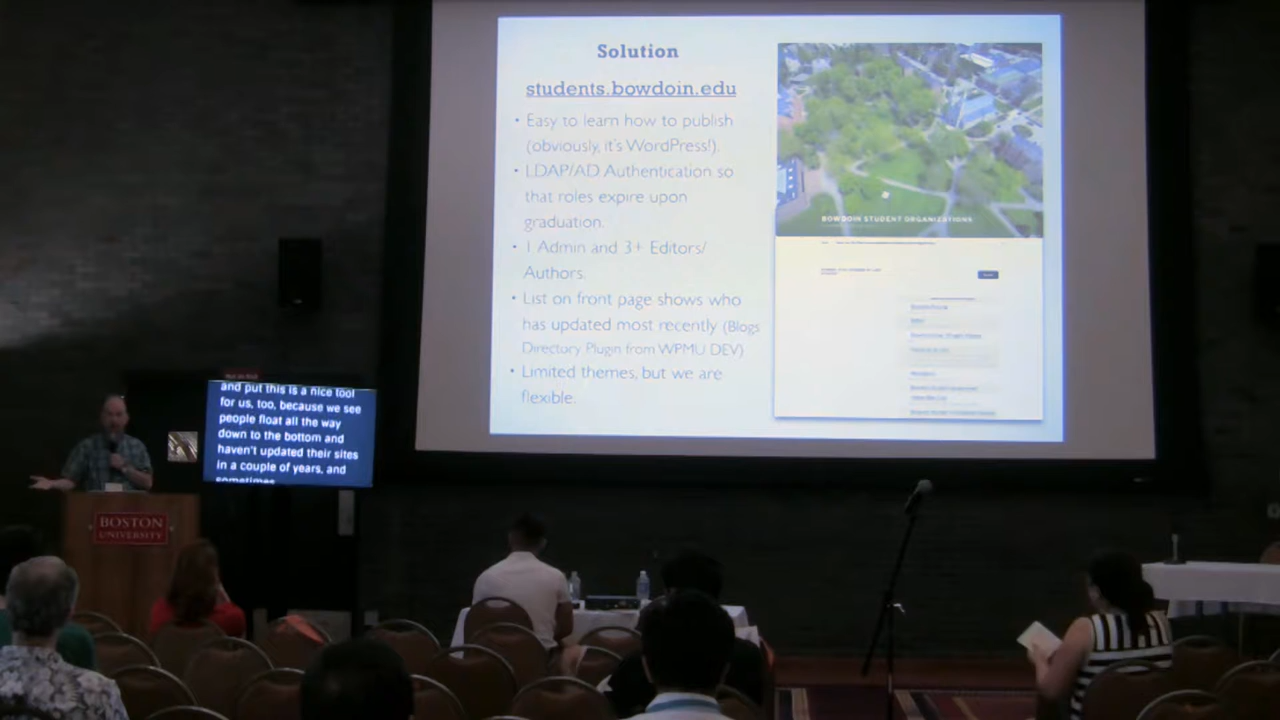 Solution
students.bowdoin.edu
• Easy to learn how to publish
(obviously, it's WordPress!).
• LDAP/AD Authentication so
that roles expire upon
graduation.
• 1 Admin and 3+ Editors/
Authors.
• List on front page shows who
has updated most recently (Blogs
Directory Plugin from WPMU DEV)
• Limited themes, but we are
flexible.
BOWDOIN STUDENT ORGANIZATIONS
and put this is a nice tool
for us, too, because we see
people float all the way
down to the bottom and
haven't updated their sites
in a couple of years, and
sometimes
BOSTON
UNIVERSITY